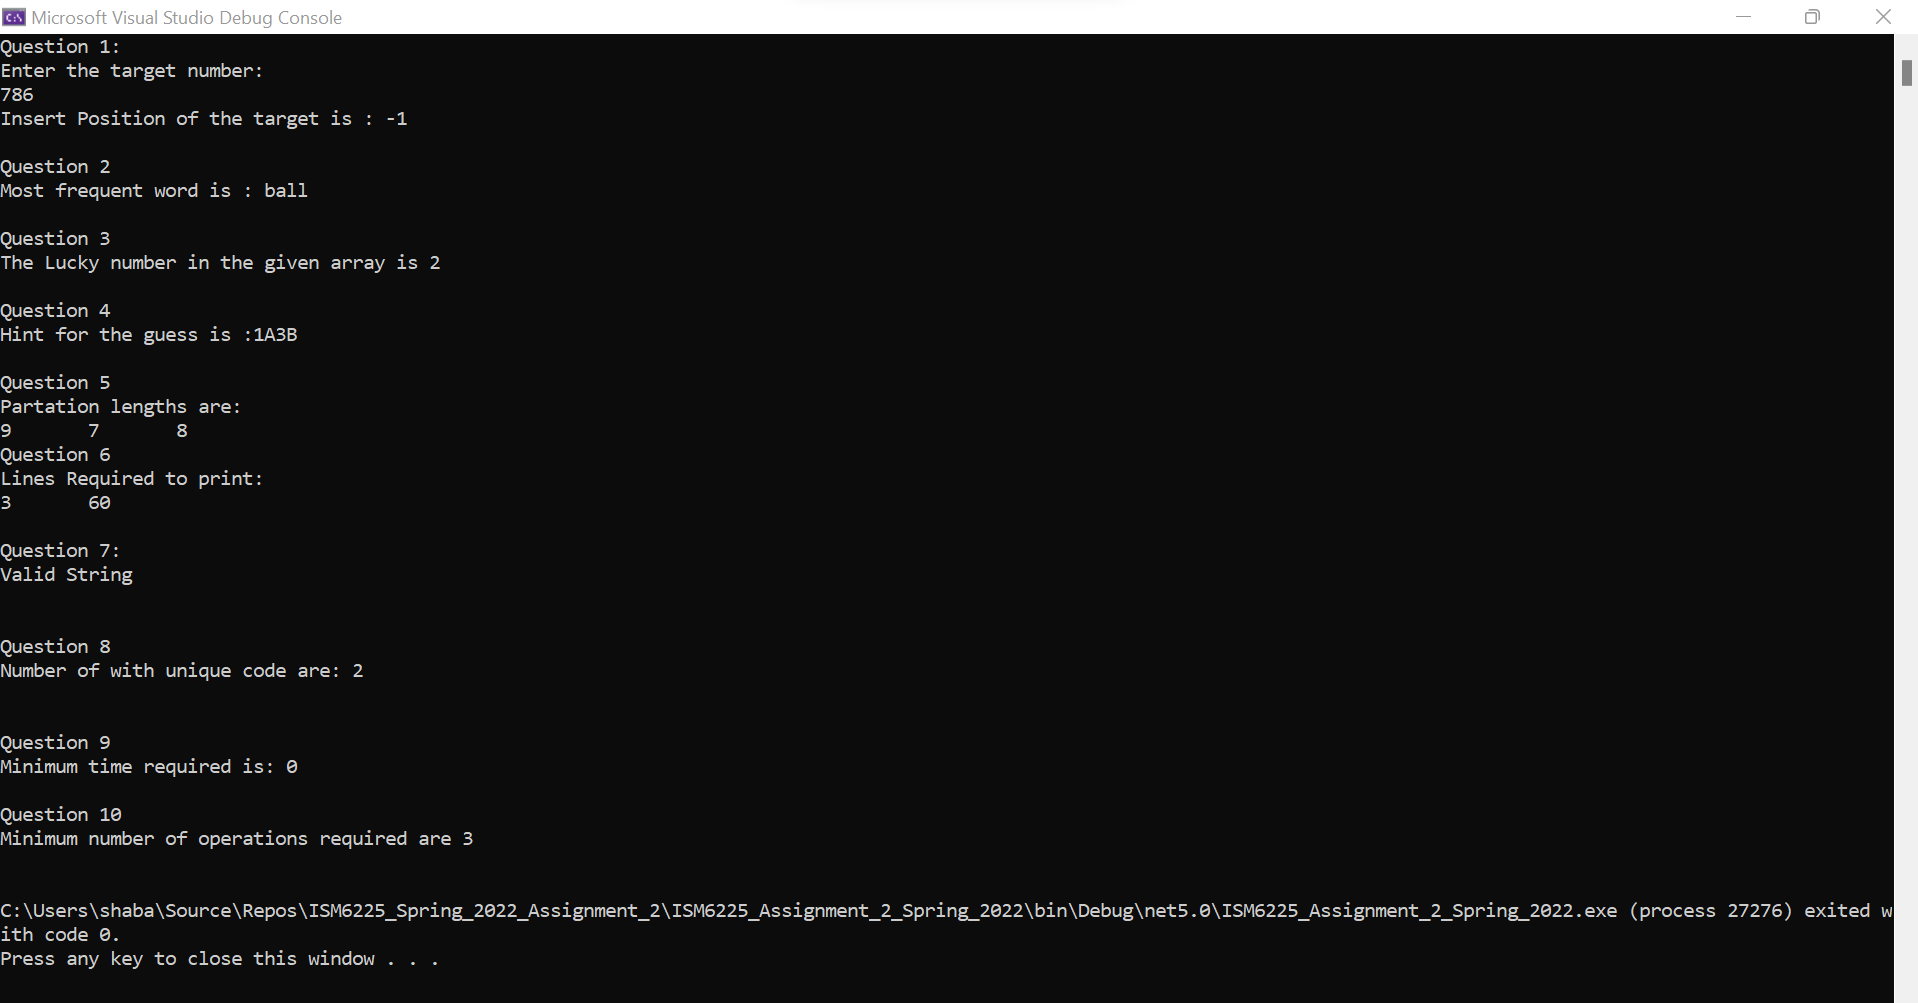 Microsoft Visual Studio Debug Console
Question 1:
Enter the target number:
786
Insert Position of the target is : -1
Question 2
Most frequent word is : ball
Question 3
The Lucky number in the given array is 2
Question 4
Hint for the guess is :1A3B
Question 5
Partation lengths are:
9 7 8
Question 6
Lines Required to print:
3 60
Question 7:
Valid String
Question 8
Number of with unique code are: 2
Question 9
Minimum time required is: 0
Question 10
Minimum number of operations required are 3
C:\Users\shaba\Source\Repos\ISM6225_Spring_2022_Assignment_2\ISM6225_Assignment_2_Spring_2022\bin\Debug\net5.0\ISM6225_Assignment_2_Spring_2022.exe (process 27276) exited w
ith code 0.
Press any key to close this window . . .